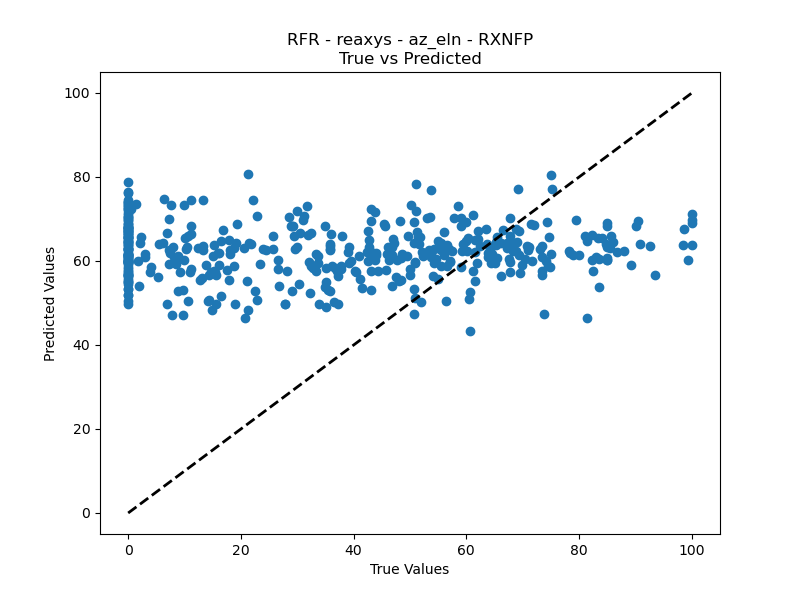 RFR - reaxys - az_eln - RXNFP
True vs Predicted
100
80
60
40
20
0
Predicted Values
0 20 40 60 80 100
True Values